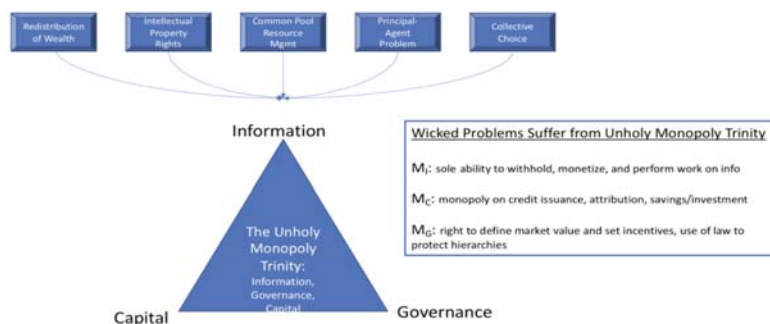 Redistribution
of Wealth
Intellectual
Property
Rights
Common Pool
Resource
Mgmt
Principal-
Agent
Problem
Collective
Choice
Information
The Unholy
Monopoly
Trinity:
Information,
Governance,
Capital
Capital
Governance
Wicked Problems Suffer from Unholy Monopoly Trinity
M_I: sole ability to withhold, monetize, and perform work on info
M_C: monopoly on credit issuance, attribution, savings/investment
M_G: right to define market value and set incentives, use of law to
protect hierarchies